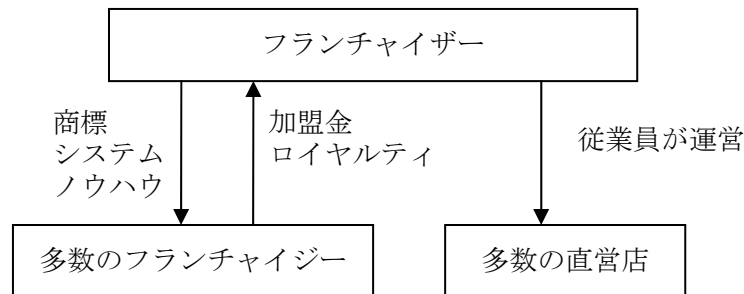 フランチャイザー
商標
システム
ノウハウ
加盟金
ロイヤルティ
従業員が運営
多数のフランチャイジー
多数の直営店